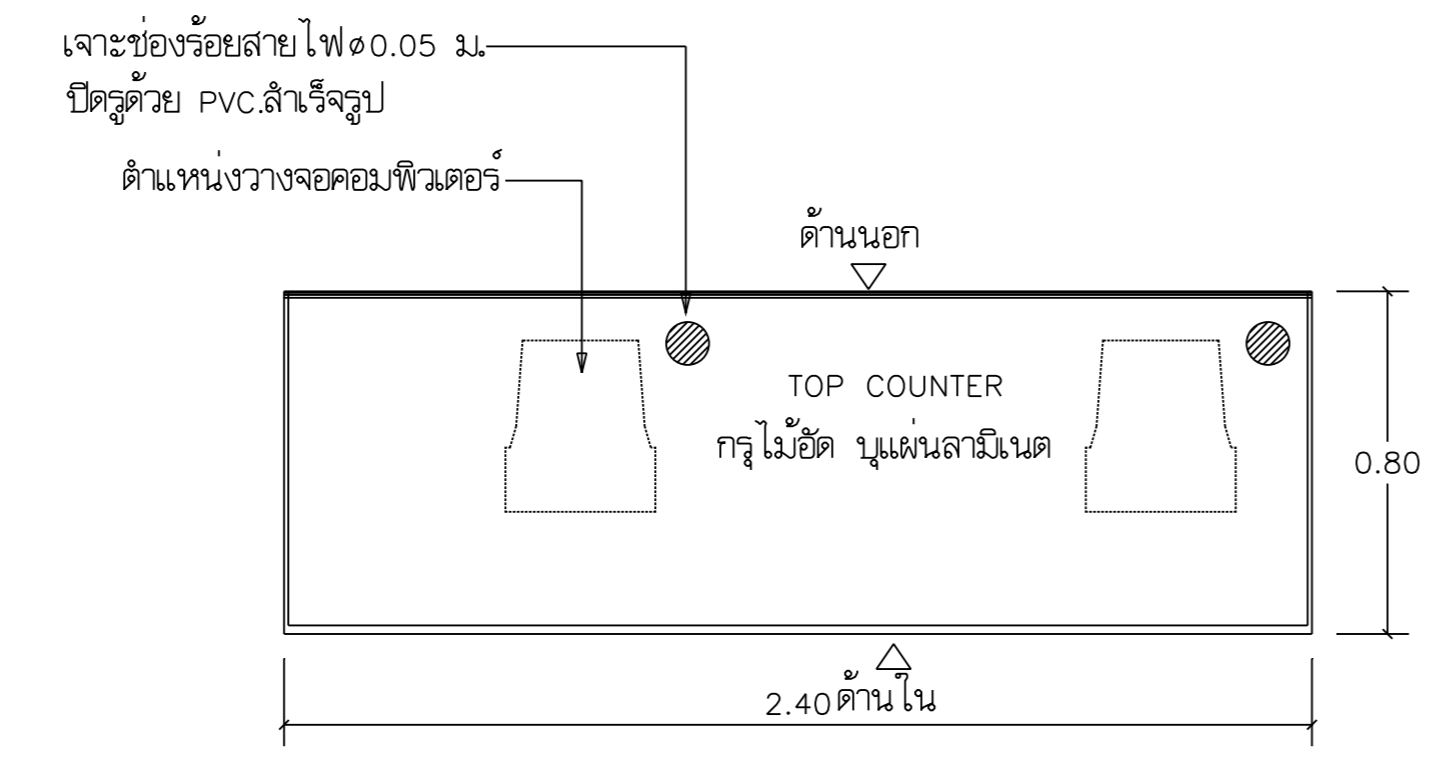 เจาะช่องร้อยสายไฟø0.05 ม.
ปิดรูด้วย PVC.สำเร็จรูป
ตำแหน่งวางจอคอมพิวเตอร์
ด้านนอก
TOP COUNTER
กรุไม้อัด บุแผ่นลามิเนต
0.80
2.40 ด้านใน